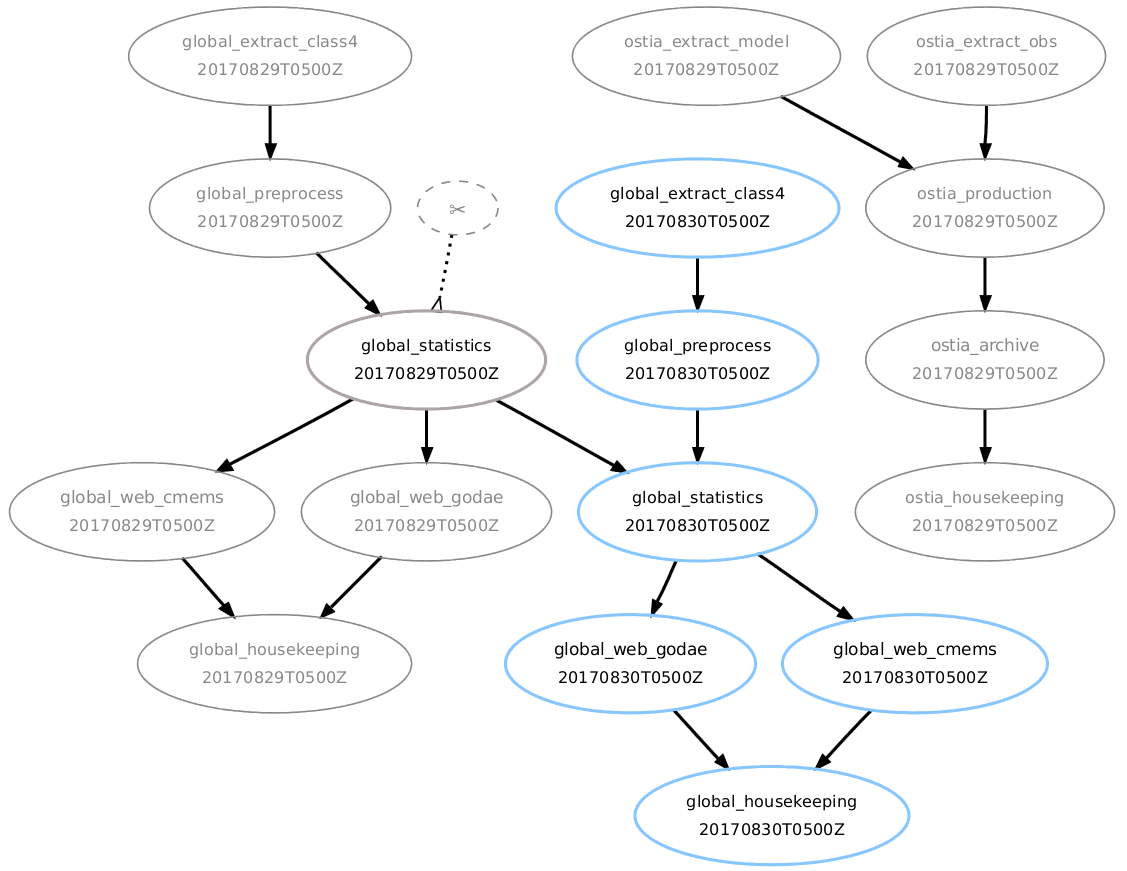 global_extract_class4
20170829T0500Z
ostia_extract_model
20170829T0500Z
ostia_extract_obs
20170829T0500Z
global_preprocess
20170829T0500Z
✂
global_extract_class4
20170830T0500Z
ostia_production
20170829T0500Z
global_statistics
20170829T0500Z
global_preprocess
20170830T0500Z
ostia_archive
20170829T0500Z
global_web_cmems
20170829T0500Z
global_web_godae
20170829T0500Z
global_statistics
20170830T0500Z
ostia_housekeeping
20170829T0500Z
global_housekeeping
20170829T0500Z
global_web_godae
20170830T0500Z
global_web_cmems
20170830T0500Z
global_housekeeping
20170830T0500Z